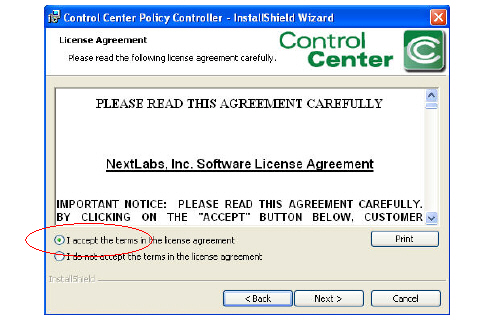 Control Center Policy Controller - InstallShield Wizard
License Agreement
Please read the following license agreement carefully.
Control
Center
PLEASE READ THIS AGREEMENT CAREFULLY
NextLabs, Inc. Software License Agreement
IMPORTANT NOTICE: PLEASE READ THIS AGREEMENT CAREFULLY.
BY CLICKING ON THE "ACCEPT" BUTTON BELOW, CUSTOMER
I accept the terms in the license agreement
Print
I do not accept the terms in the license agreement
InstallShield
< Back
Next >
Cancel